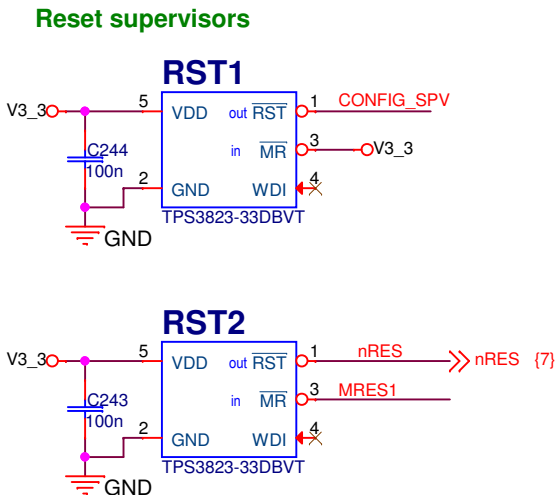 Reset supervisors
RST1
V3_3 5 VDD out RST 1 CONFIG_SPV
C244 in MR 3 V3_3
100n
2 GND WDI 4
TPS3823-33DBVT
GND
RST2
V3_3 5 VDD out RST 1 nRES nRES {7}
C243 in MR 3 MRES1
100n
2 GND WDI 4
TPS3823-33DBVT
GND